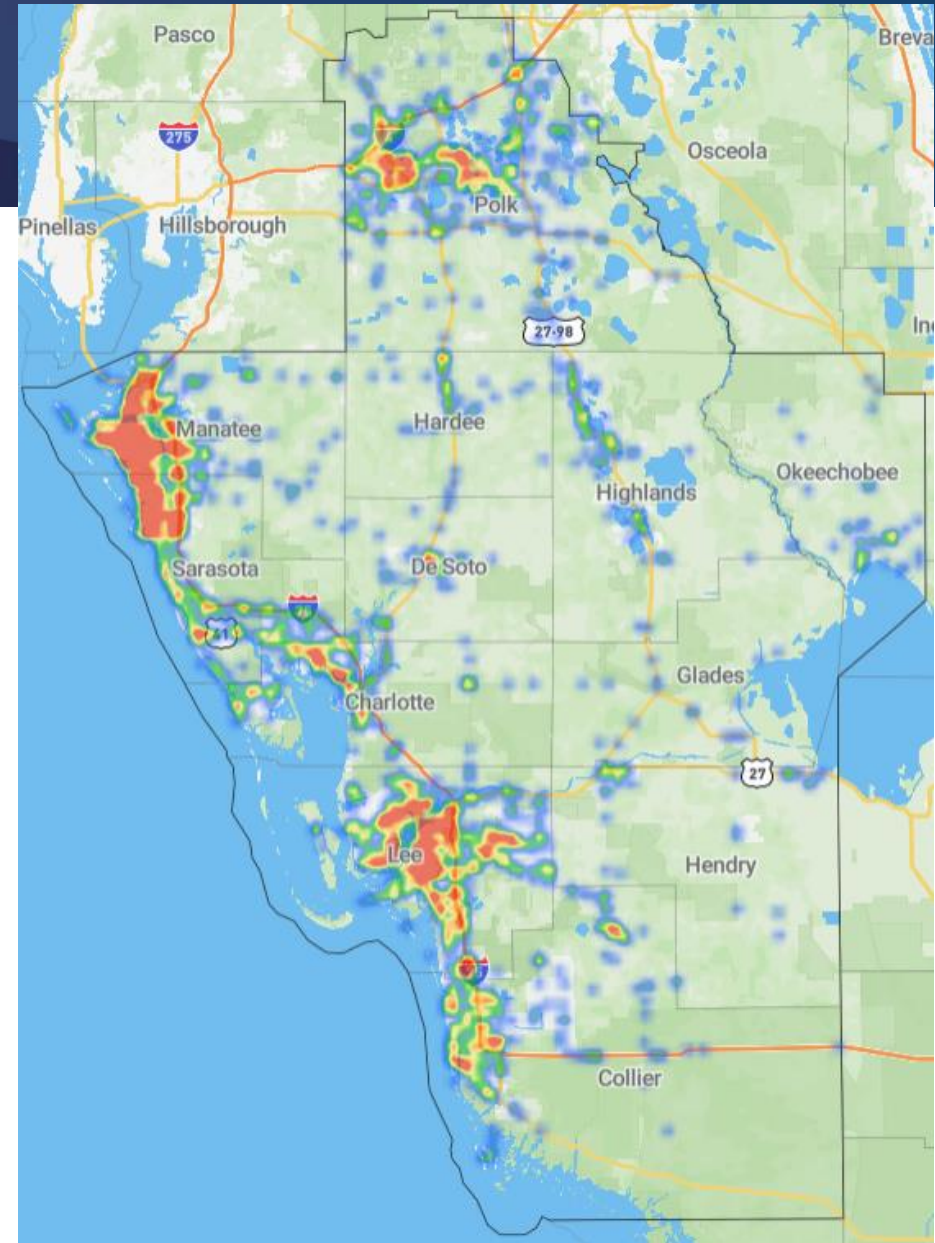 Pasco
Breva
275
Osceola
Polk
Pinellas
Hillsborough
27-98
In
Manatee
Hardee
Okeechobee
Highlands
Sarasota
De Soto
41
Glades
Charlotte
27
Lee
Hendry
Collier